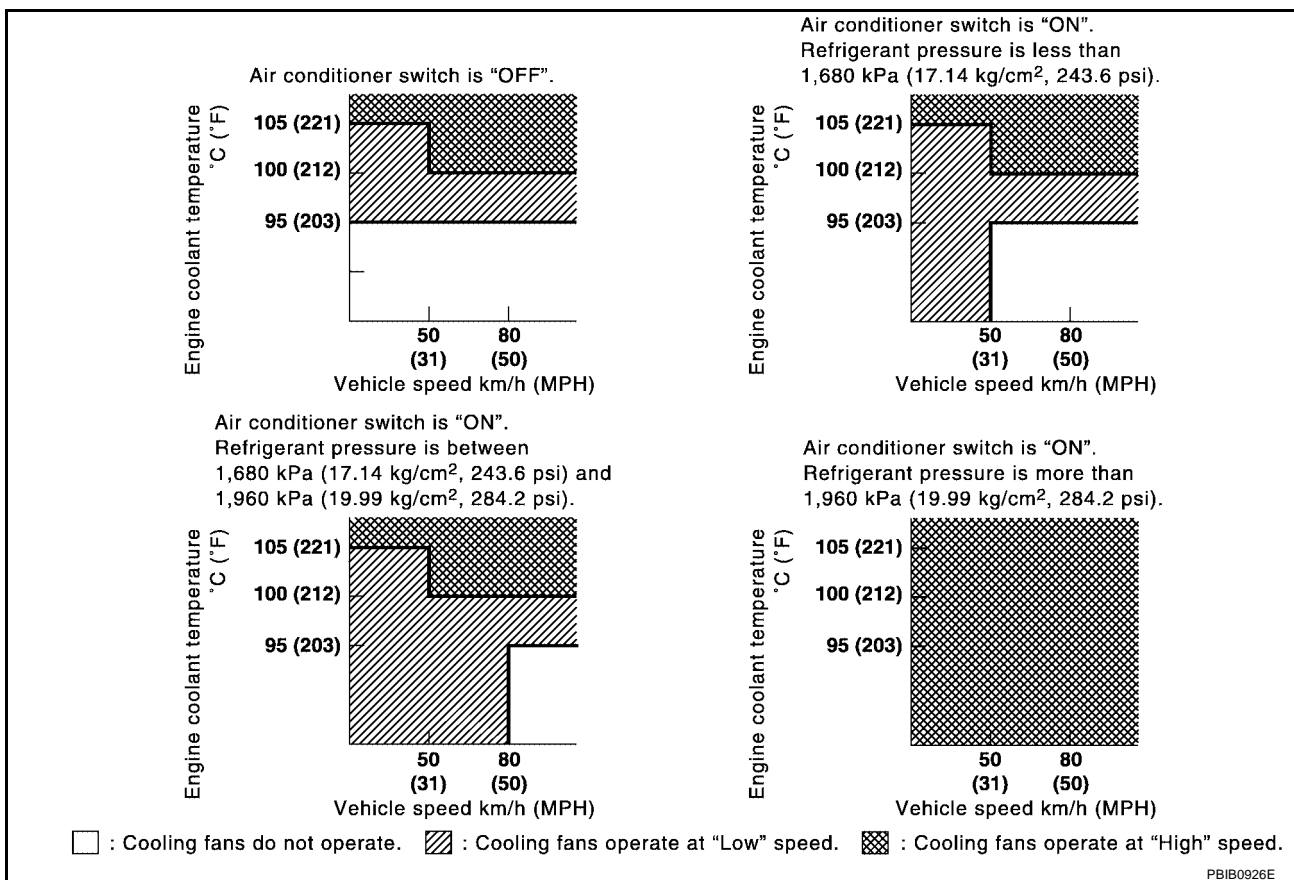 Air conditioner switch is “OFF”.
Engine coolant temperature
°C (°F)
105 (221)
100 (212)
95 (203)
50
(31)
80
(50)
Vehicle speed km/h (MPH)
Air conditioner switch is “ON”.
Refrigerant pressure is less than
1,680 kPa (17.14 kg/cm², 243.6 psi).
Engine coolant temperature
°C (°F)
105 (221)
100 (212)
95 (203)
50
(31)
80
(50)
Vehicle speed km/h (MPH)
Air conditioner switch is “ON”.
Refrigerant pressure is between
1,680 kPa (17.14 kg/cm², 243.6 psi) and
1,960 kPa (19.99 kg/cm², 284.2 psi).
Engine coolant temperature
°C (°F)
105 (221)
100 (212)
95 (203)
50
(31)
80
(50)
Vehicle speed km/h (MPH)
Air conditioner switch is “ON”.
Refrigerant pressure is more than
1,960 kPa (19.99 kg/cm², 284.2 psi).
Engine coolant temperature
°C (°F)
105 (221)
100 (212)
95 (203)
50
(31)
80
(50)
Vehicle speed km/h (MPH)
: Cooling fans do not operate.
: Cooling fans operate at “Low” speed.
: Cooling fans operate at “High” speed.
PBIB0926E